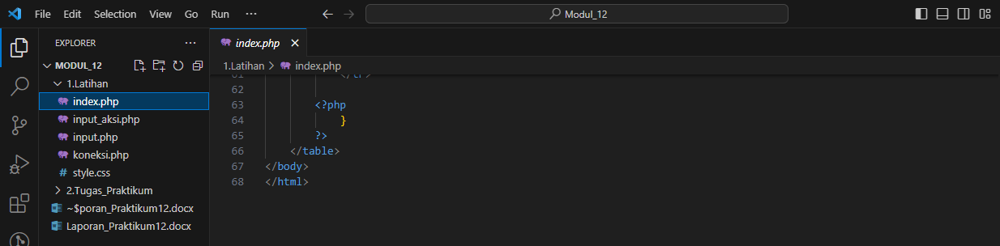 File Edit Selection View Go Run ··· Modul_12
EXPLORER ···
MODUL_12
1.Latihan
index.php
input_aksi.php
input.php
koneksi.php
# style.css
2.Tugas_Praktikum
~$poran_Praktikum12.docx
Laporan_Praktikum12.docx
index.php
1.Latihan > index.php
61 </tr>
62
63 <?php
64 }
65 ?>
66 </table>
67 </body>
68 </html>